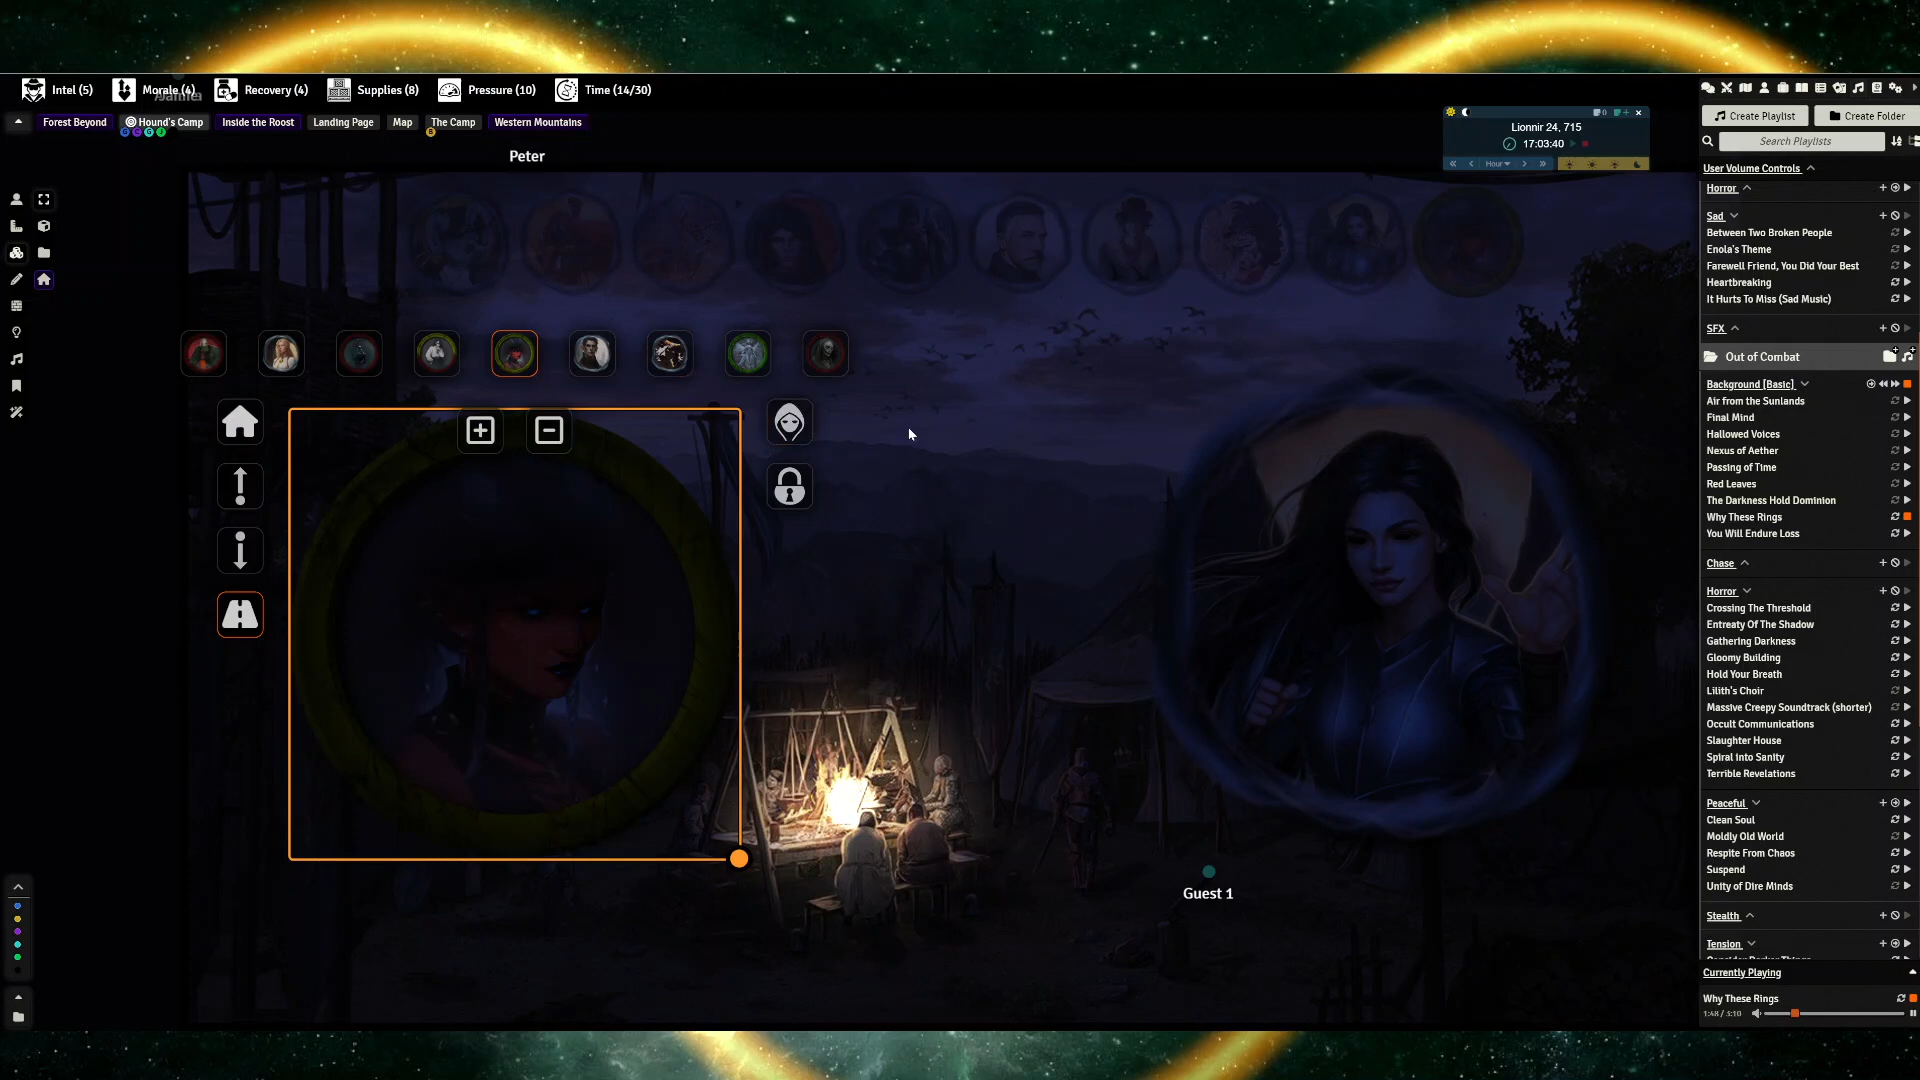 Intel (5)
Morale (4)
Recovery (4)
Supplies (8)
Pressure (10)
Time (14/30)
Forest Beyond
Hound's Camp
Inside the Roost
Landing Page
Map
The Camp
Western Mountains
G
C
G
J
B
Peter
Lionnir 24, 715
17:03:40
Hour
Guest 1
Create Playlist
Create Folder
Search Playlists
User Volume Controls
Horror
Sad
Between Two Broken People
Enola's Theme
Farewell Friend, You Did Your Best
Heartbreaking
It Hurts To Miss (Sad Music)
SFX
Out of Combat
Background [Basic]
Air from the Sunlands
Final Mind
Hallowed Voices
Nexus of Aether
Passing of Time
Red Leaves
The Darkness Hold Dominion
Why These Rings
You Will Endure Loss
Chase
Horror
Crossing The Threshold
Entreaty Of The Shadow
Gathering Darkness
Gloomy Building
Hold Your Breath
Lilith's Choir
Massive Creepy Soundtrack (shorter)
Occult Communications
Slaughter House
Spiral into Sanity
Terrible Revelations
Peaceful
Clean Soul
Moldly Old World
Respite From Chaos
Suspend
Unity of Dire Minds
Stealth
Tension
Currently Playing
Why These Rings
1:48 / 3:10